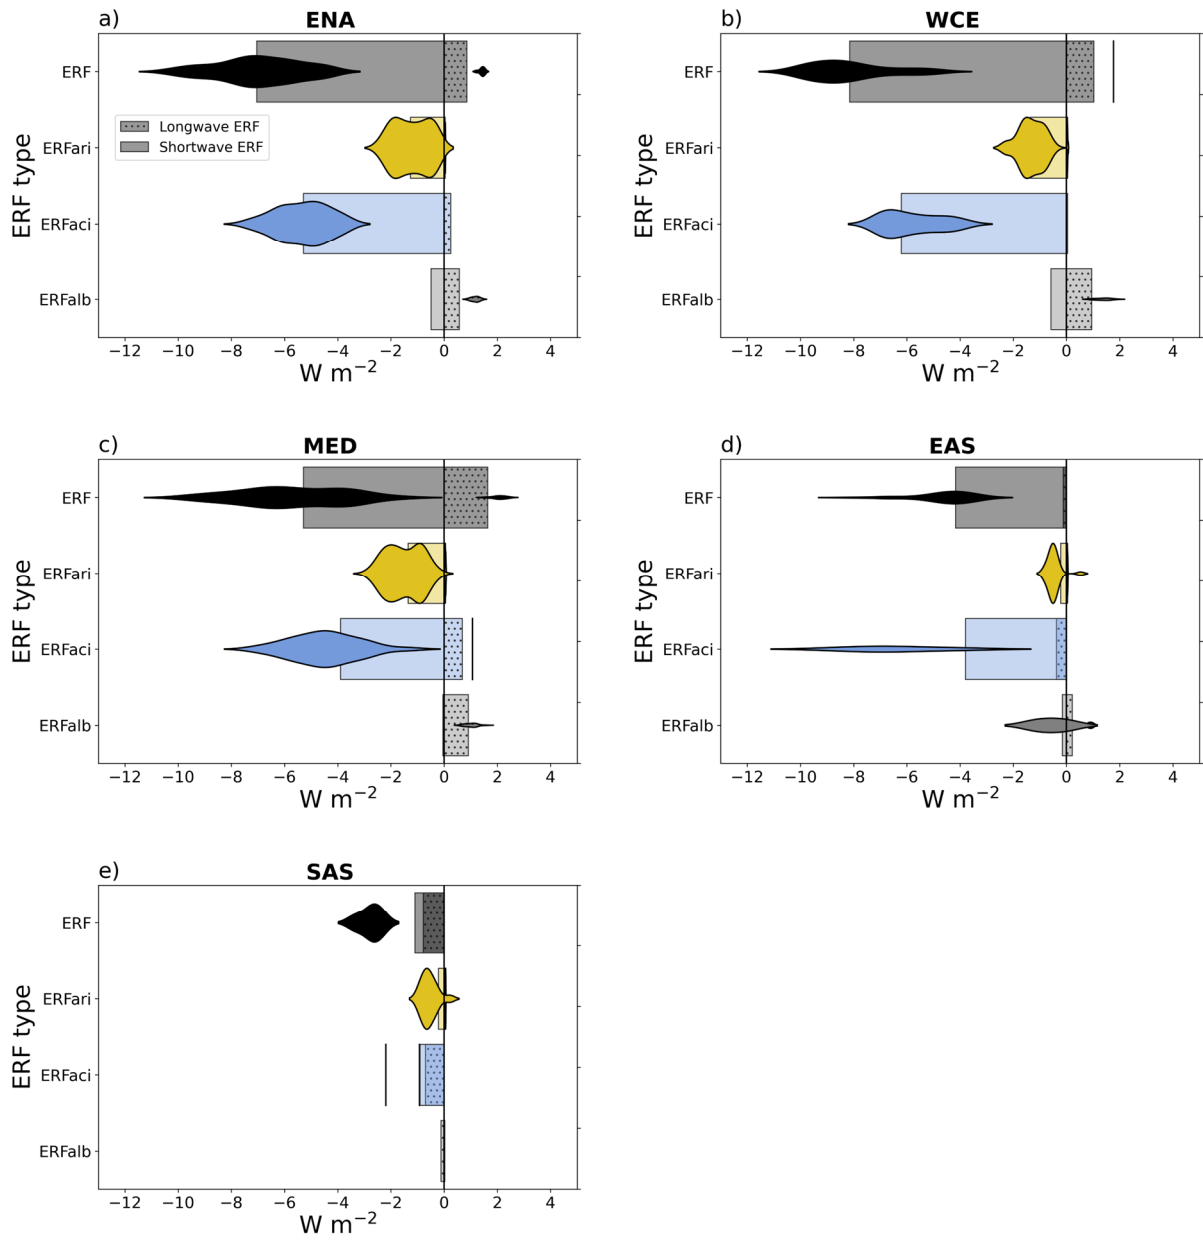 a) ENA
ERF
ERFari
ERFaci
ERFalb
ERF type
Longwave ERF
Shortwave ERF
−12 −10 −8 −6 −4 −2 0 2 4
W m⁻²
b) WCE
ERF
ERFari
ERFaci
ERFalb
ERF type
−12 −10 −8 −6 −4 −2 0 2 4
W m⁻²
c) MED
ERF
ERFari
ERFaci
ERFalb
ERF type
−12 −10 −8 −6 −4 −2 0 2 4
W m⁻²
d) EAS
ERF
ERFari
ERFaci
ERFalb
ERF type
−12 −10 −8 −6 −4 −2 0 2 4
W m⁻²
e) SAS
ERF
ERFari
ERFaci
ERFalb
ERF type
−12 −10 −8 −6 −4 −2 0 2 4
W m⁻²